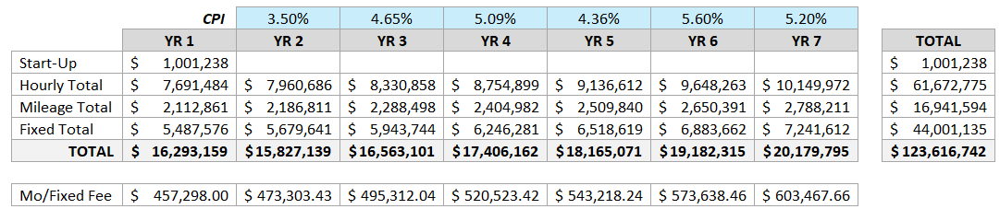 CPI 3.50% 4.65% 5.09% 4.36% 5.60% 5.20%
YR 1 YR 2 YR 3 YR 4 YR 5 YR 6 YR 7 TOTAL
Start-Up $ 1,001,238 $ 1,001,238
Hourly Total $ 7,691,484 $ 7,960,686 $ 8,330,858 $ 8,754,899 $ 9,136,612 $ 9,648,263 $ 10,149,972 $ 61,672,775
Mileage Total $ 2,112,861 $ 2,186,811 $ 2,288,498 $ 2,404,982 $ 2,509,840 $ 2,650,391 $ 2,788,211 $ 16,941,594
Fixed Total $ 5,487,576 $ 5,679,641 $ 5,943,744 $ 6,246,281 $ 6,518,619 $ 6,883,662 $ 7,241,612 $ 44,001,135
TOTAL $ 16,293,159 $ 15,827,139 $ 16,563,101 $ 17,406,162 $ 18,165,071 $ 19,182,315 $ 20,179,795 $ 123,616,742
Mo/Fixed Fee $ 457,298.00 $ 473,303.43 $ 495,312.04 $ 520,523.42 $ 543,218.24 $ 573,638.46 $ 603,467.66